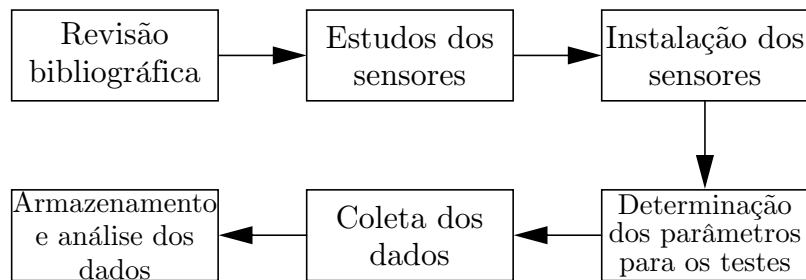 Revisão
bibliográfica
Estudos dos
sensores
Instalação dos
sensores
Determinação
dos parâmetros
para os testes
Coleta dos
dados
Armazenamento
e análise dos
dados